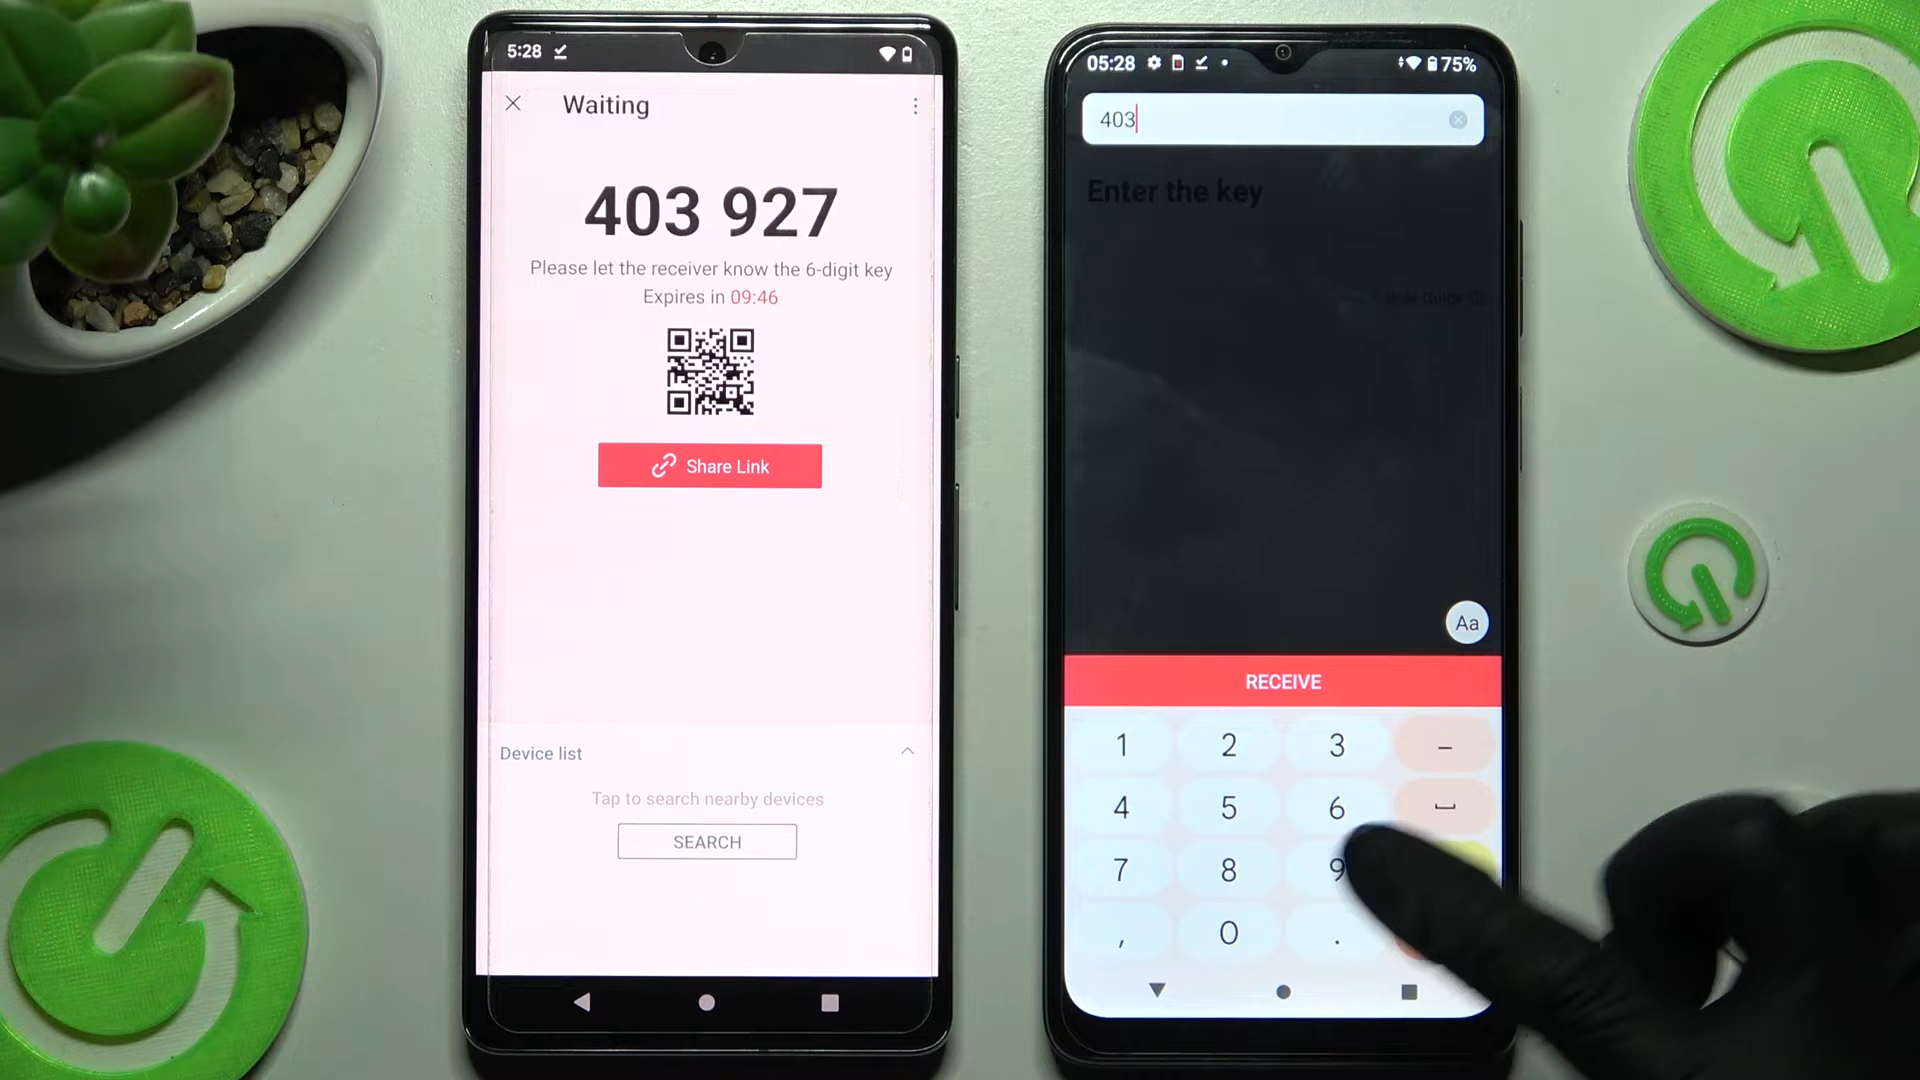 5:28
Waiting
403 927
Please let the receiver know the 6-digit key
Expires in 09:46
Share Link
Device list
Tap to search nearby devices
SEARCH
05:28
75%
403
Enter the key
User Guide
Aa
RECEIVE
1 2 3 -
4 5 6
7 8 9
, 0 .